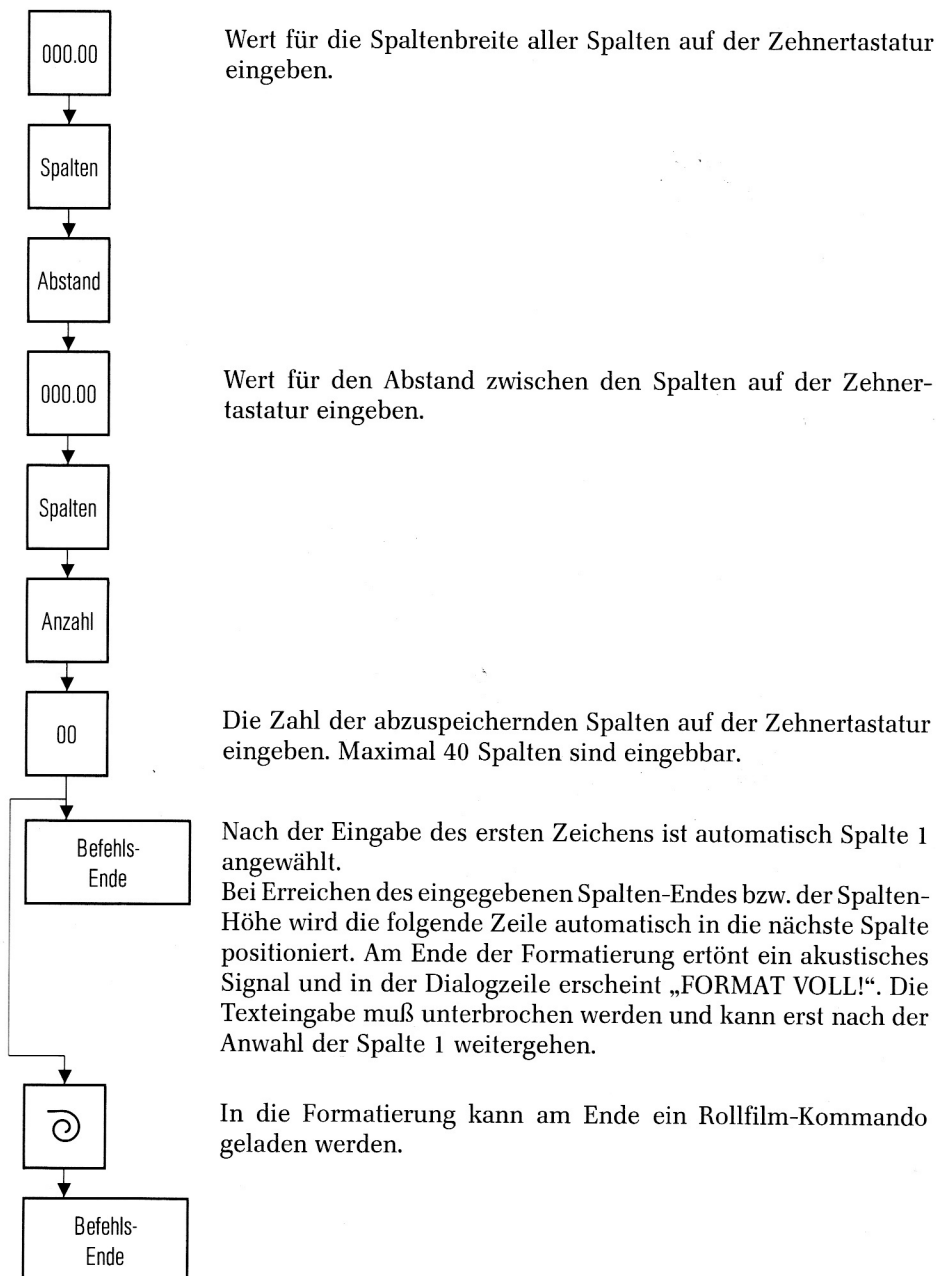 000.00
Wert für die Spaltenbreite aller Spalten auf der Zehnertastatur
eingeben.
Spalten
Abstand
000.00
Wert für den Abstand zwischen den Spalten auf der Zehner-
tastatur eingeben.
Spalten
Anzahl
00
Die Zahl der abzuspeichernden Spalten auf der Zehnertastatur
eingeben. Maximal 40 Spalten sind eingebbar.
Befehls-
Ende
Nach der Eingabe des ersten Zeichens ist automatisch Spalte 1
angewählt.
Bei Erreichen des eingegebenen Spalten-Endes bzw. der Spalten-
Höhe wird die folgende Zeile automatisch in die nächste Spalte
positioniert. Am Ende der Formatierung ertönt ein akustisches
Signal und in der Dialogzeile erscheint „FORMAT VOLL!“. Die
Texteingabe muß unterbrochen werden und kann erst nach der
Anwahl der Spalte 1 weitergehen.
In die Formatierung kann am Ende ein Rollfilm-Kommando
geladen werden.
Befehls-
Ende